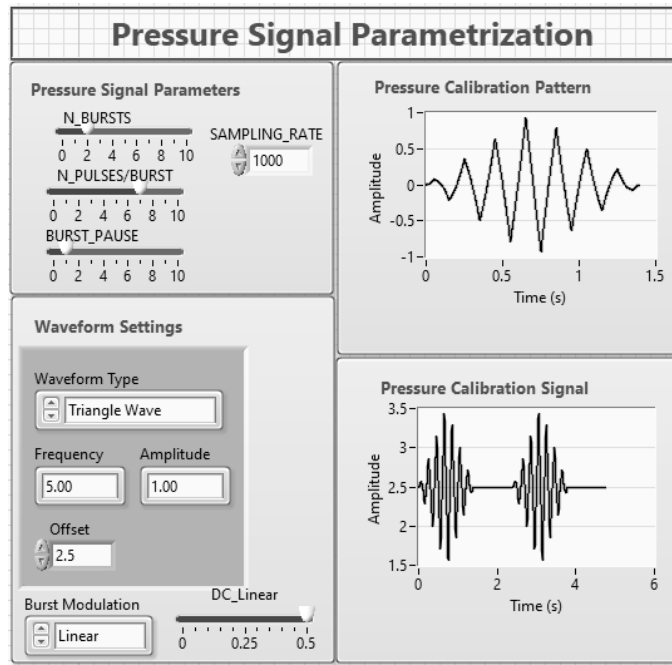 Pressure Signal Parametrization
Pressure Signal Parameters
N_BURSTS
0 2 4 6 8 10
SAMPLING_RATE
1000
N_PULSES/BURST
0 2 4 6 8 10
BURST_PAUSE
0 2 4 6 8 10
Pressure Calibration Pattern
Amplitude
1
0.5
0
-0.5
-1
0 0.5 1 1.5
Time (s)
Waveform Settings
Waveform Type
Triangle Wave
Frequency Amplitude
5.00 1.00
Offset
2.5
Burst Modulation
Linear
DC_Linear
0 0.25 0.5
Pressure Calibration Signal
Amplitude
3.5
3
2.5
2
1.5
0 2 4 6
Time (s)